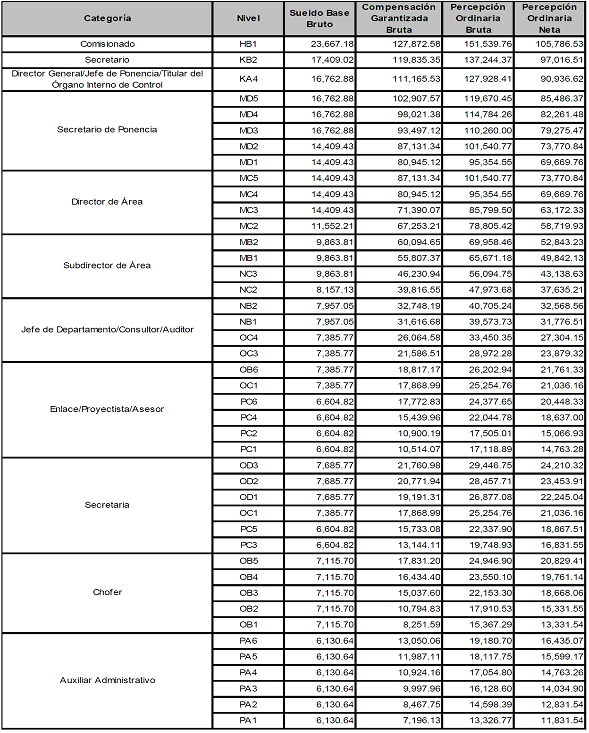 Categoría Nivel Sueldo Base Bruto Compensación Garantizada Bruta Percepción Ordinaria Bruta Percepción Ordinaria Neta
Comisionado HB1 23,667.18 127,872.58 151,539.76 105,786.53
Secretario KB2 17,409.02 119,835.35 137,244.37 97,016.51
Director General/Jefe de Ponencia/Titular del Órgano Interno de Control KA4 16,762.88 111,165.53 127,928.41 90,936.62
Secretario de Ponencia
MD5 16,762.88 102,907.57 119,670.45 85,486.37
MD4 16,762.88 98,021.38 114,784.26 82,261.48
MD3 16,762.88 93,497.12 110,260.00 79,275.47
MD2 14,409.43 87,131.34 101,540.77 73,770.84
MD1 14,409.43 80,945.12 95,354.55 69,669.76
Director de Área
MC5 14,409.43 87,131.34 101,540.77 73,770.84
MC4 14,409.43 80,945.12 95,354.55 69,669.76
MC3 14,409.43 71,390.07 85,799.50 63,172.33
MC2 11,552.21 67,253.21 78,805.42 58,719.93
Subdirector de Área
MB2 9,863.81 60,094.65 69,958.46 52,843.23
MB1 9,863.81 55,807.37 65,671.18 49,842.13
NC3 9,863.81 46,230.94 56,094.75 43,138.63
NC2 8,157.13 39,816.55 47,973.68 37,635.21
Jefe de Departamento/Consultor/Auditor
NB2 7,957.05 32,748.19 40,705.24 32,568.56
NB1 7,957.05 31,616.68 39,573.73 31,776.51
OC4 7,385.77 26,064.58 33,450.35 27,304.15
OC3 7,385.77 21,586.51 28,972.28 23,879.32
Enlace/Proyectista/Asesor
OB6 7,385.77 18,817.17 26,202.94 21,761.33
OC1 7,385.77 17,868.99 25,254.76 21,036.16
PC6 6,604.82 17,772.83 24,377.65 20,448.33
PC4 6,604.82 15,439.96 22,044.78 18,637.00
PC2 6,604.82 10,900.19 17,505.01 15,066.93
PC1 6,604.82 10,514.07 17,118.89 14,763.28
Secretaria
OD3 7,685.77 21,760.98 29,446.75 24,210.32
OD2 7,685.77 20,771.94 28,457.71 23,453.91
OD1 7,685.77 19,191.31 26,877.08 22,245.04
OC1 7,385.77 17,868.99 25,254.76 21,036.16
PC5 6,604.82 15,733.08 22,337.90 18,867.51
PC3 6,604.82 13,144.11 19,748.93 16,831.55
Chofer
OB5 7,115.70 17,831.20 24,946.90 20,829.41
OB4 7,115.70 16,434.40 23,550.10 19,761.14
OB3 7,115.70 15,037.60 22,153.30 18,668.06
OB2 7,115.70 10,794.83 17,910.53 15,331.55
OB1 7,115.70 8,251.59 15,367.29 13,331.54
Auxiliar Administrativo
PA6 6,130.64 13,050.06 19,180.70 16,435.07
PA5 6,130.64 11,987.11 18,117.75 15,599.17
PA4 6,130.64 10,924.16 17,054.80 14,763.26
PA3 6,130.64 9,997.96 16,128.60 14,034.90
PA2 6,130.64 8,467.75 14,598.39 12,831.54
PA1 6,130.64 7,196.13 13,326.77 11,831.54